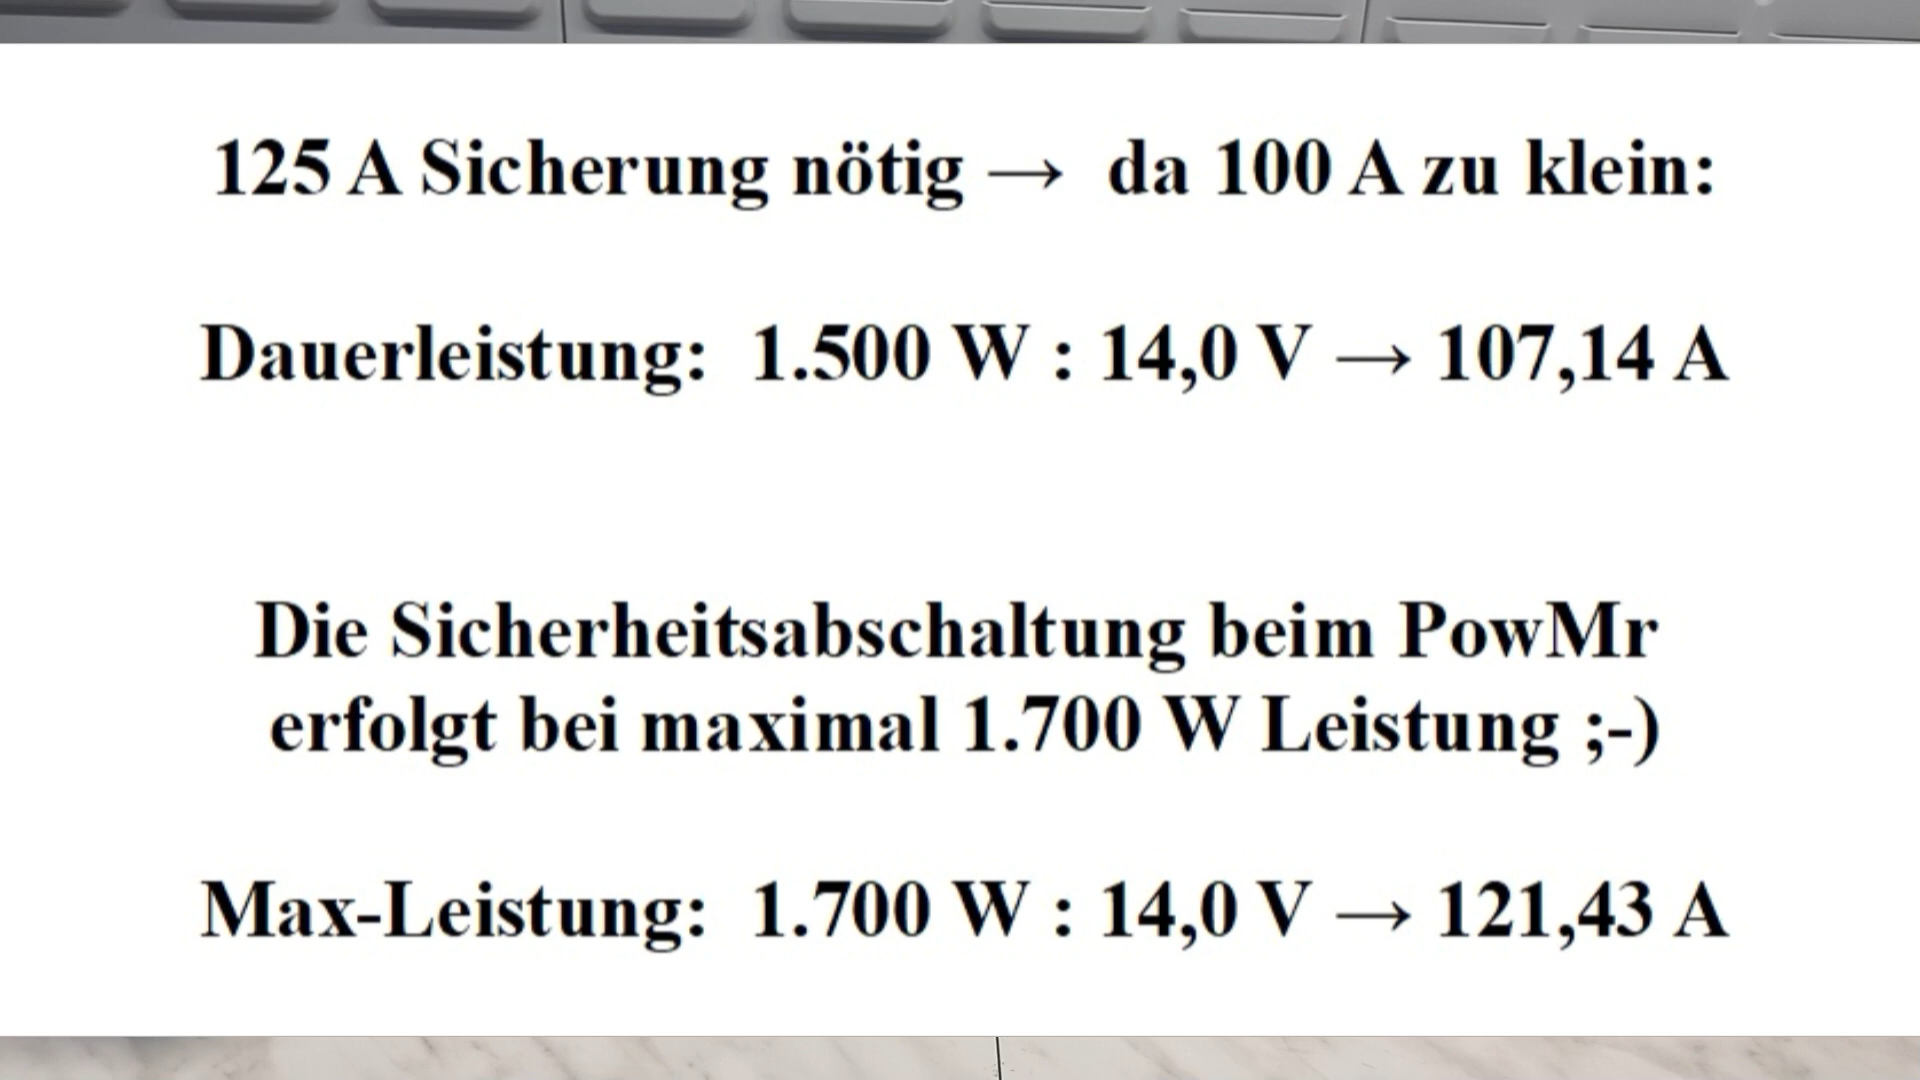 125 A Sicherung nötig → da 100 A zu klein:
Dauerleistung: 1.500 W : 14,0 V → 107,14 A
Die Sicherheitsabschaltung beim PowMr
erfolgt bei maximal 1.700 W Leistung ;-)
Max-Leistung: 1.700 W : 14,0 V → 121,43 A